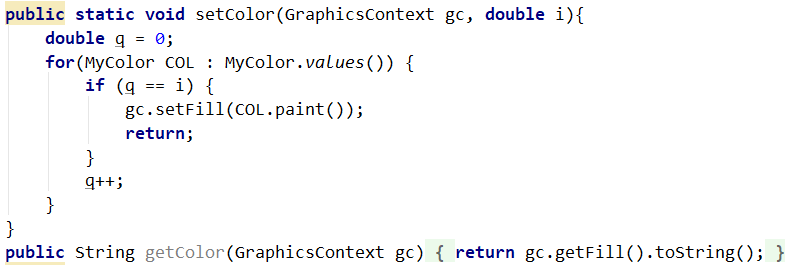 public static void setColor(GraphicsContext gc, double i){
    double q = 0;
    for(MyColor COL : MyColor.values()) {
        if (q == i) {
            gc.setFill(COL.paint());
            return;
        }
        q++;
    }
}
public String getColor(GraphicsContext gc) { return gc.getFill().toString(); }